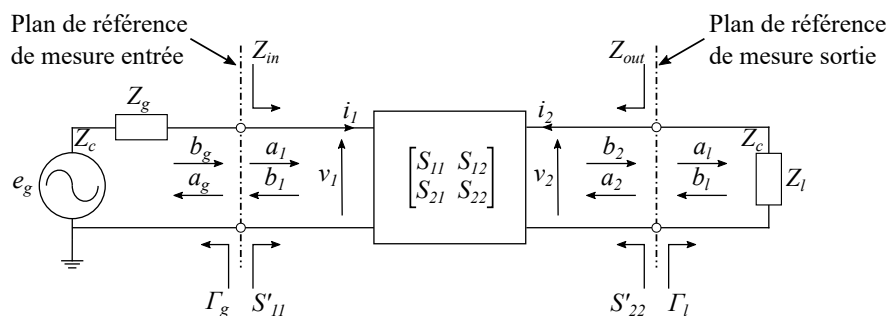 Plan de référence
de mesure entrée
Plan de référence
de mesure sortie
Z_in
Z_out
Z_g
i_1
i_2
Z_c
b_g
a_1
b_2
a_l
Z_c
e_g
a_g
b_1
v_1
S_11 S_12
S_21 S_22
v_2
a_2
b_l
Z_l
Γ_g
S'_11
S'_22
Γ_l